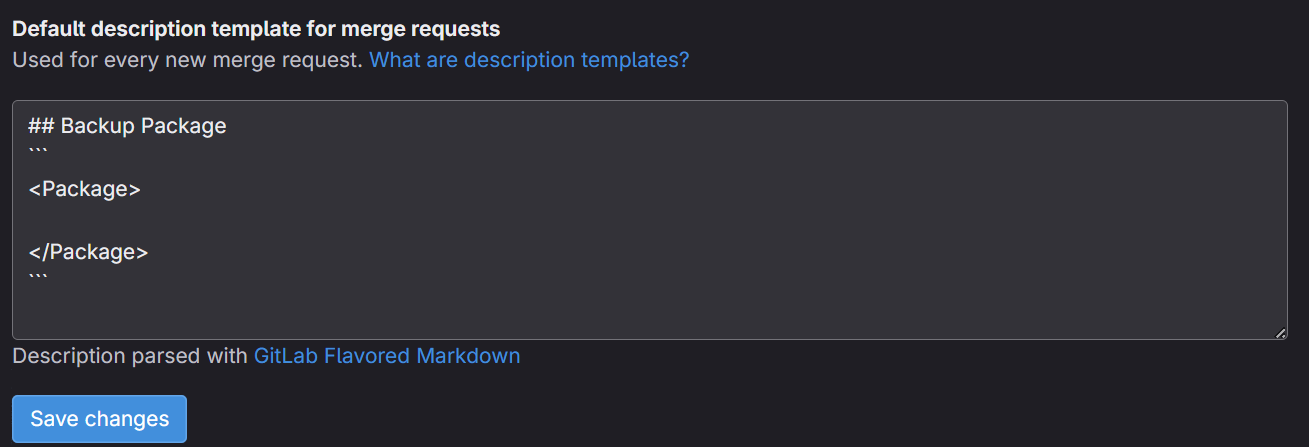 Default description template for merge requests
Used for every new merge request. What are description templates?
## Backup Package
```
<Package>

</Package>
```
Description parsed with GitLab Flavored Markdown
Save changes